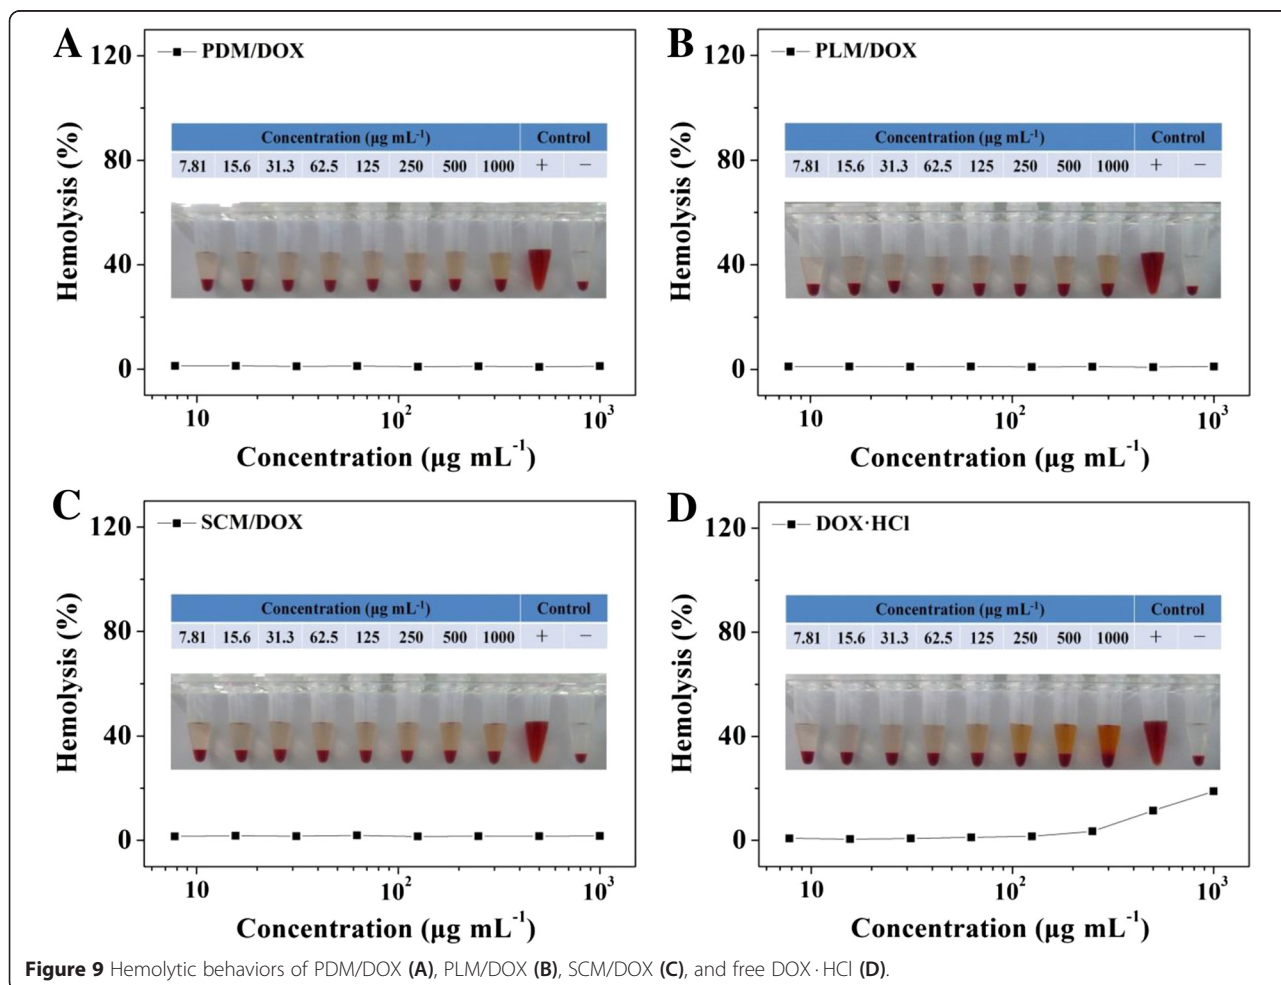 A
PDM/DOX
120
80
40
0
Hemolysis (%)
Concentration (μg mL⁻¹) Control
7.81 15.6 31.3 62.5 125 250 500 1000 + −
10 10² 10³
Concentration (μg mL⁻¹)
B
PLM/DOX
120
80
40
0
Hemolysis (%)
Concentration (μg mL⁻¹) Control
7.81 15.6 31.3 62.5 125 250 500 1000 + −
10 10² 10³
Concentration (μg mL⁻¹)
C
SCM/DOX
120
80
40
0
Hemolysis (%)
Concentration (μg mL⁻¹) Control
7.81 15.6 31.3 62.5 125 250 500 1000 + −
10 10² 10³
Concentration (μg mL⁻¹)
D
DOX·HCl
120
80
40
0
Hemolysis (%)
Concentration (μg mL⁻¹) Control
7.81 15.6 31.3 62.5 125 250 500 1000 + −
10 10² 10³
Concentration (μg mL⁻¹)
Figure 9 Hemolytic behaviors of PDM/DOX (A), PLM/DOX (B), SCM/DOX (C), and free DOX · HCl (D).